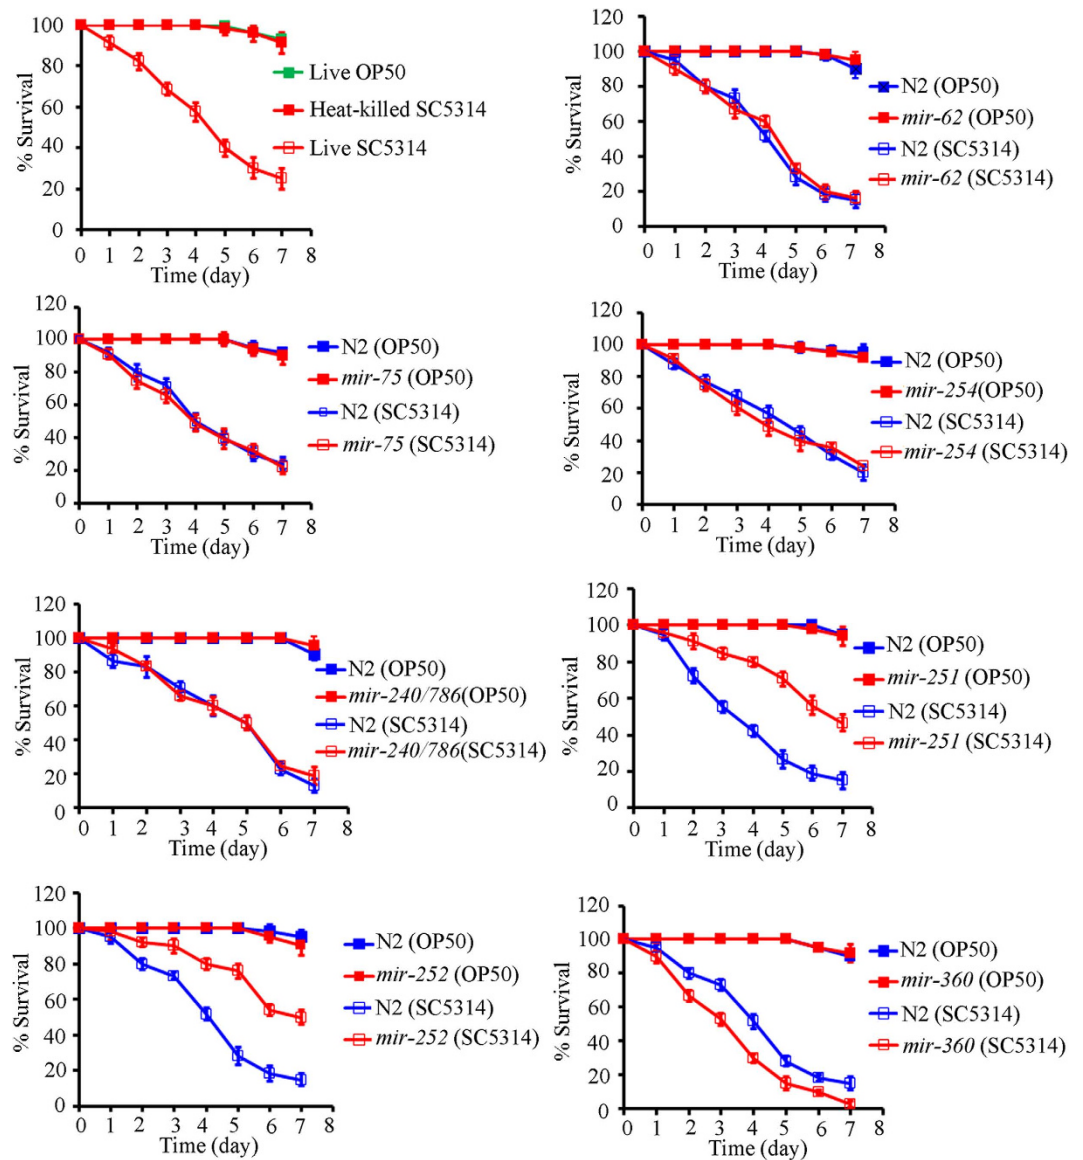 % Survival
100
80
60
40
20
0
0 1 2 3 4 5 6 7 8
Time (day)
Live OP50
Heat-killed SC5314
Live SC5314
% Survival
120
100
80
60
40
20
0
0 1 2 3 4 5 6 7 8
Time (day)
N2 (OP50)
mir-62 (OP50)
N2 (SC5314)
mir-62 (SC5314)
% Survival
120
100
80
60
40
20
0
0 1 2 3 4 5 6 7 8
Time (day)
N2 (OP50)
mir-75 (OP50)
N2 (SC5314)
mir-75 (SC5314)
% Survival
120
100
80
60
40
20
0
0 1 2 3 4 5 6 7 8
Time (day)
N2 (OP50)
mir-254(OP50)
N2 (SC5314)
mir-254 (SC5314)
% Survival
120
100
80
60
40
20
0
0 1 2 3 4 5 6 7 8
Time (day)
N2 (OP50)
mir-240/786(OP50)
N2 (SC5314)
mir-240/786(SC5314)
% Survival
120
100
80
60
40
20
0
0 1 2 3 4 5 6 7 8
Time (day)
N2 (OP50)
mir-251 (OP50)
N2 (SC5314)
mir-251 (SC5314)
% Survival
120
100
80
60
40
20
0
0 1 2 3 4 5 6 7 8
Time (day)
N2 (OP50)
mir-252 (OP50)
N2 (SC5314)
mir-252 (SC5314)
% Survival
120
100
80
60
40
20
0
0 1 2 3 4 5 6 7 8
Time (day)
N2 (OP50)
mir-360 (OP50)
N2 (SC5314)
mir-360 (SC5314)